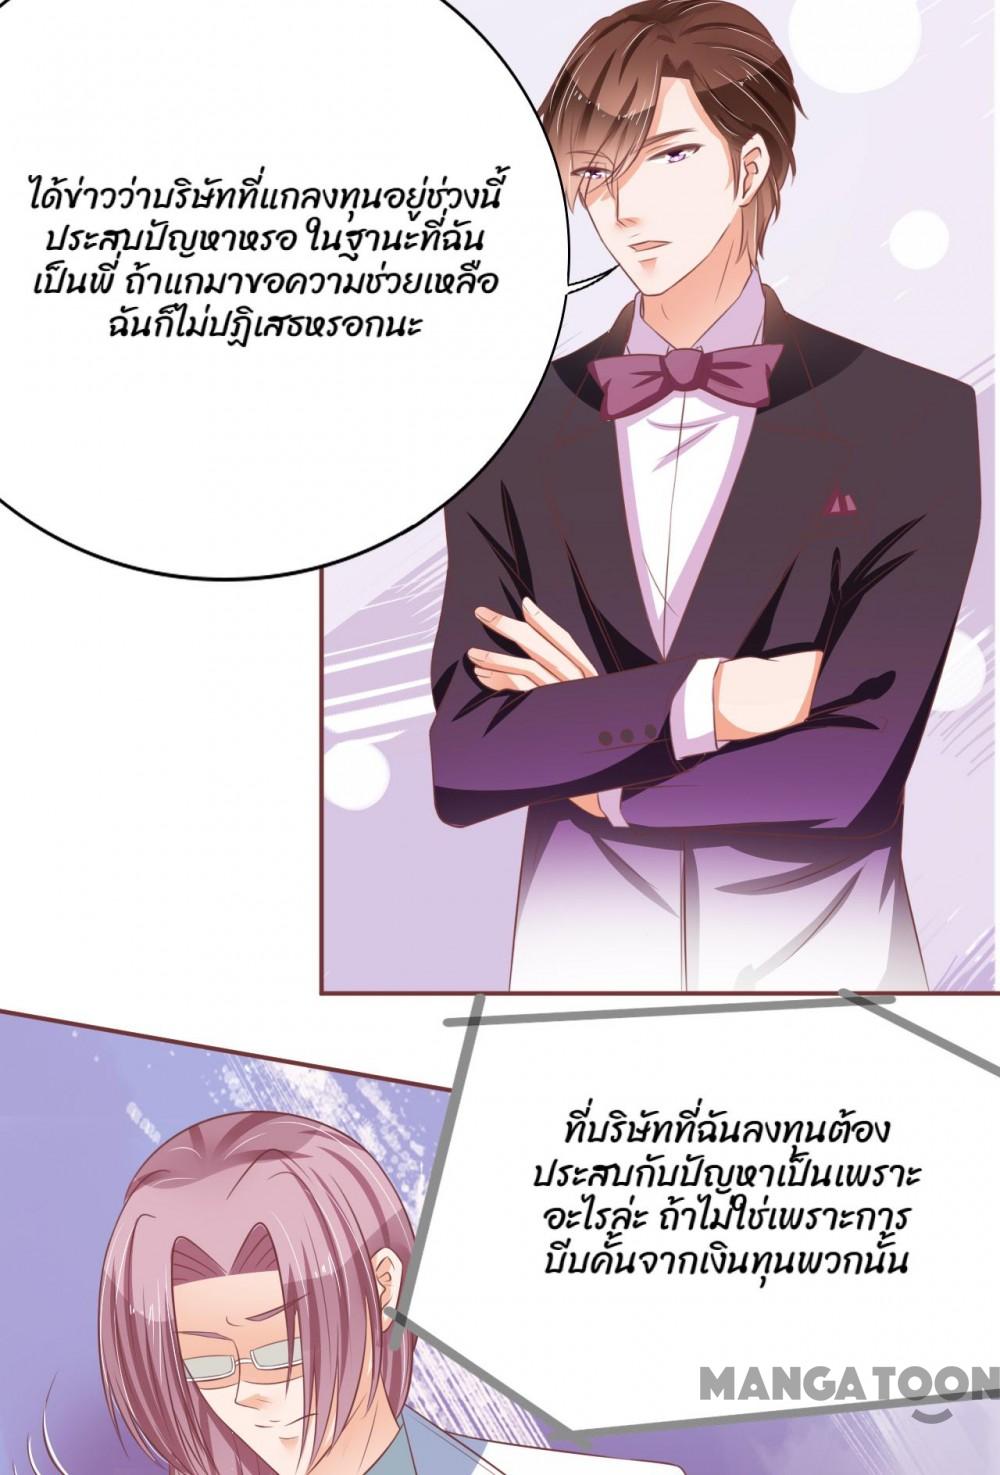 ได้ข่าวว่าบริษัทที่แกลงทุนอยู่ช่วงนี้
ประสบปัญหาหรอ ในฐานะที่ฉัน
เป็นพี่ ถ้าแกมาขอความช่วยเหลือ
ฉันก็ไม่ปฏิเสธหรอกนะ
ที่บริษัทที่ฉันลงทุนต้อง
ประสบกับปัญหาเป็นเพราะ
อะไรล่ะ ถ้าไม่ใช่เพราะการ
บีบคั้นจากเงินทุนพวกนั้น
MANGATOON